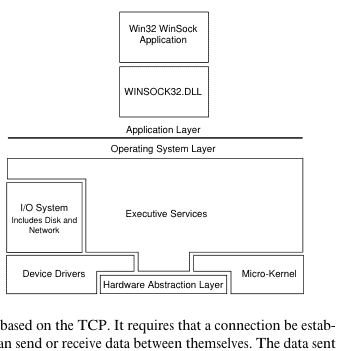 Win32 WinSock
Application
WINSOCK32.DLL
Application Layer
Operating System Layer
I/O System
Includes Disk and
Network
Executive Services
Device Drivers
Micro-Kernel
Hardware Abstraction Layer
based on the TCP. It requires that a connection be estab-
an send or receive data between themselves. The data sent